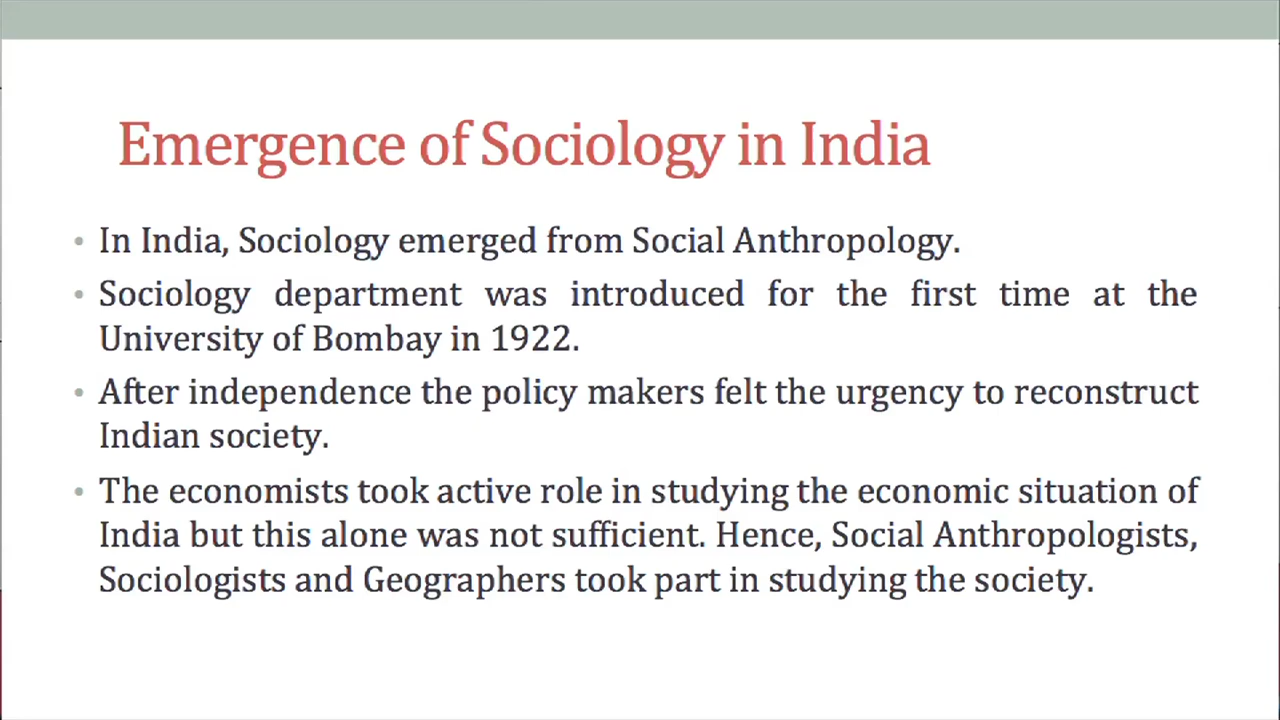 Emergence of Sociology in India
• In India, Sociology emerged from Social Anthropology.
• Sociology department was introduced for the first time at the
University of Bombay in 1922.
• After independence the policy makers felt the urgency to reconstruct
Indian society.
• The economists took active role in studying the economic situation of
India but this alone was not sufficient. Hence, Social Anthropologists,
Sociologists and Geographers took part in studying the society.